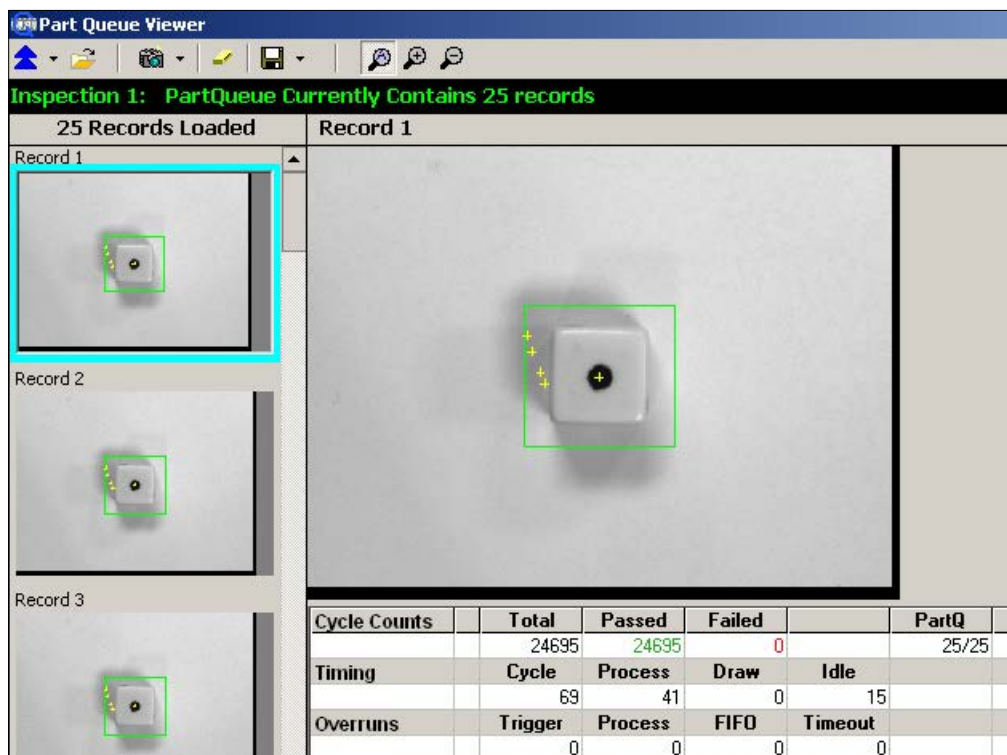 Part Queue Viewer
Inspection 1: PartQueue Currently Contains 25 records
25 Records Loaded
Record 1
Record 1
Record 2
Record 3
Cycle Counts Total Passed Failed PartQ
24695 24695 0 25/25
Timing Cycle Process Draw Idle
69 41 0 15
Overruns Trigger Process FIFO Timeout
0 0 0 0